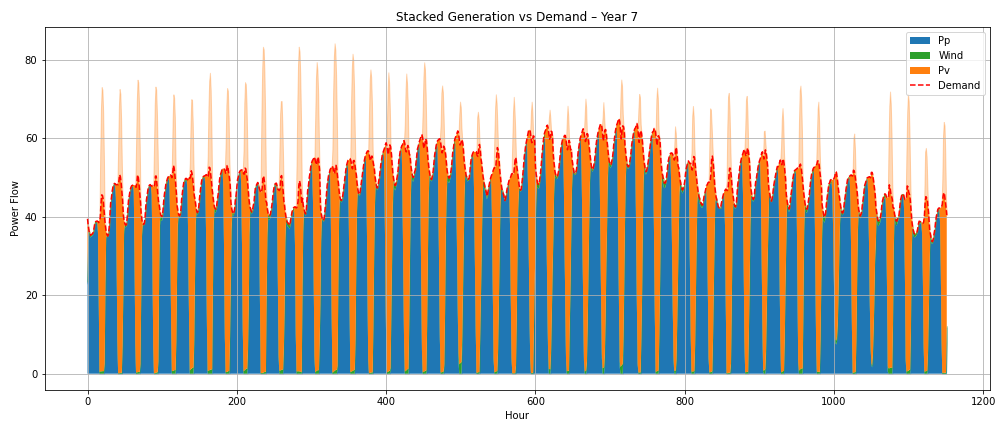 Stacked Generation vs Demand – Year 7
Pp
Wind
Pv
Demand
80
60
40
20
0
Power Flow
0 200 400 600 800 1000 1200
Hour